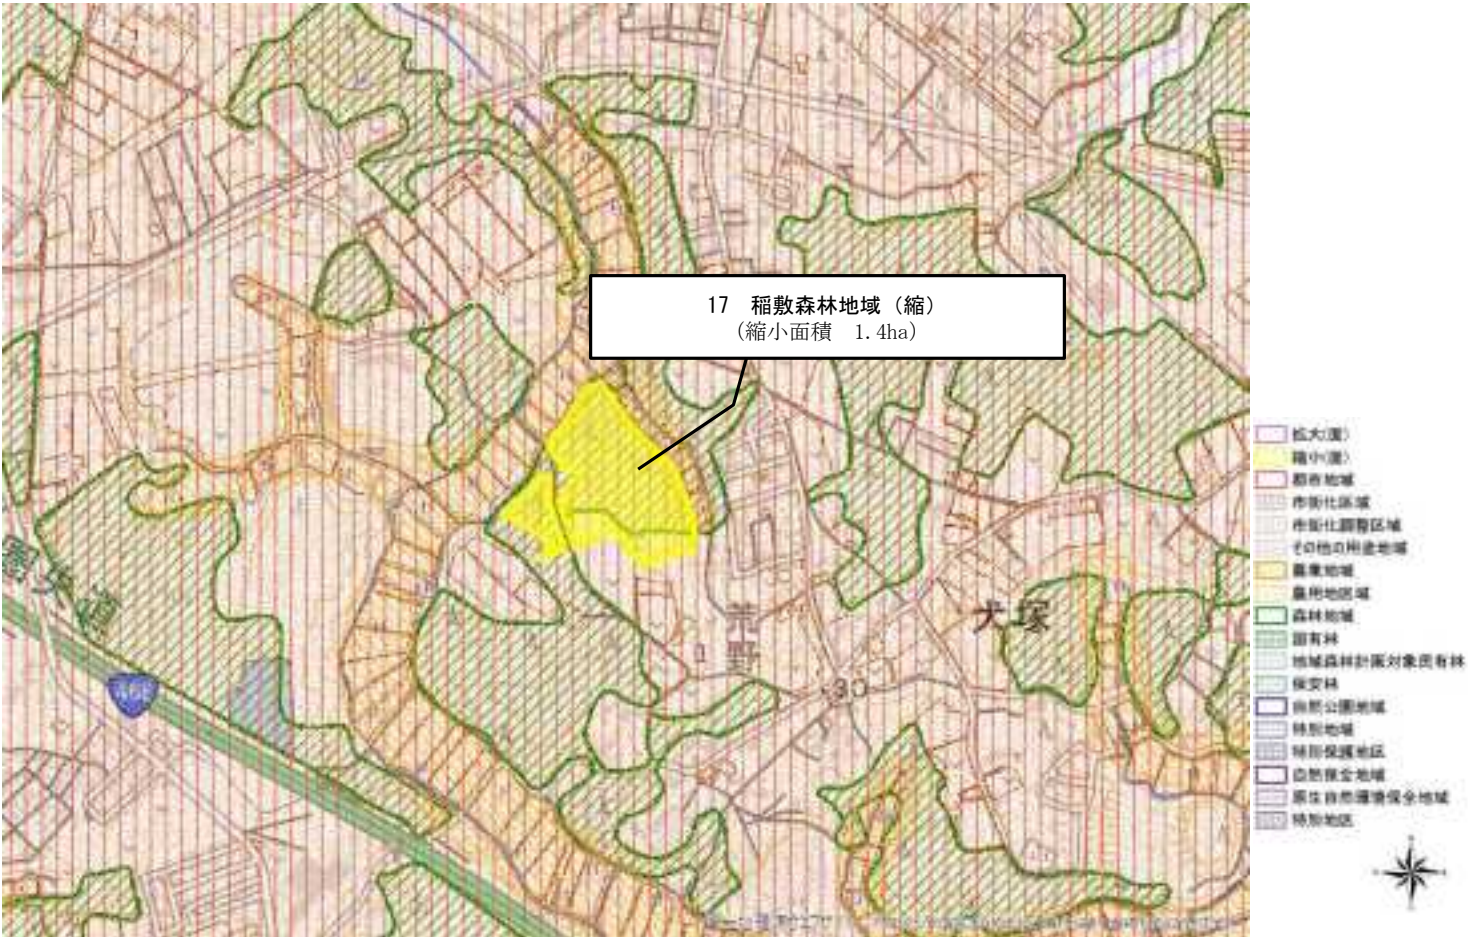 17 稲敷森林地域（縮）
（縮小面積 1.4ha）
荒野
犬塚
30
拡大(面)
縮小(面)
都市地域
市街化区域
市街化調整区域
その他の用途地域
農業地域
農用地区域
森林地域
国有林
地域森林計画対象民有林
保安林
自然公園地域
特別地域
特別保護地区
自然保全地域
原生自然環境保全地域
特別地区